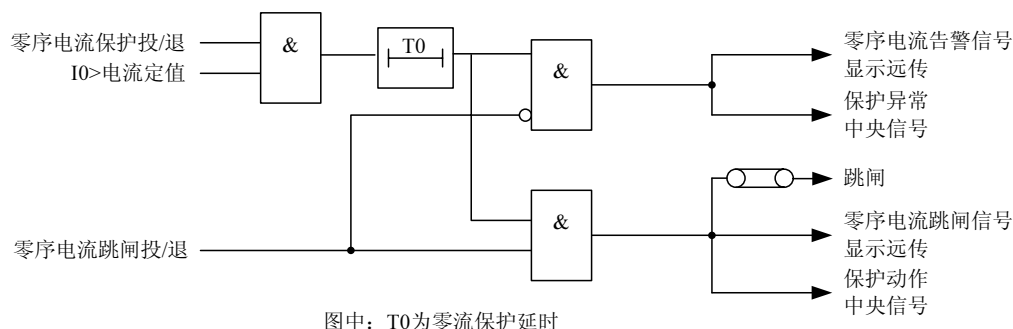 零序电流保护投/退
I0>电流定值
&
T0
&
零序电流告警信号
显示远传
保护异常
中央信号
跳闸
零序电流跳闸投/退
&
零序电流跳闸信号
显示远传
保护动作
中央信号
图中：T0为零流保护延时